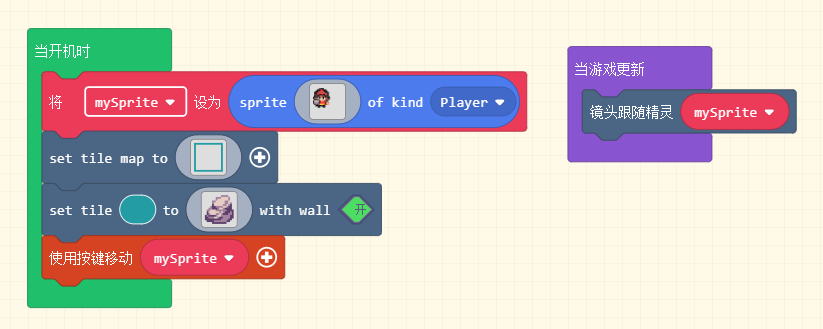 当开机时
将 mySprite 设为 sprite of kind Player
set tile map to
set tile to with wall 开
使用按键移动 mySprite
当游戏更新
镜头跟随精灵 mySprite